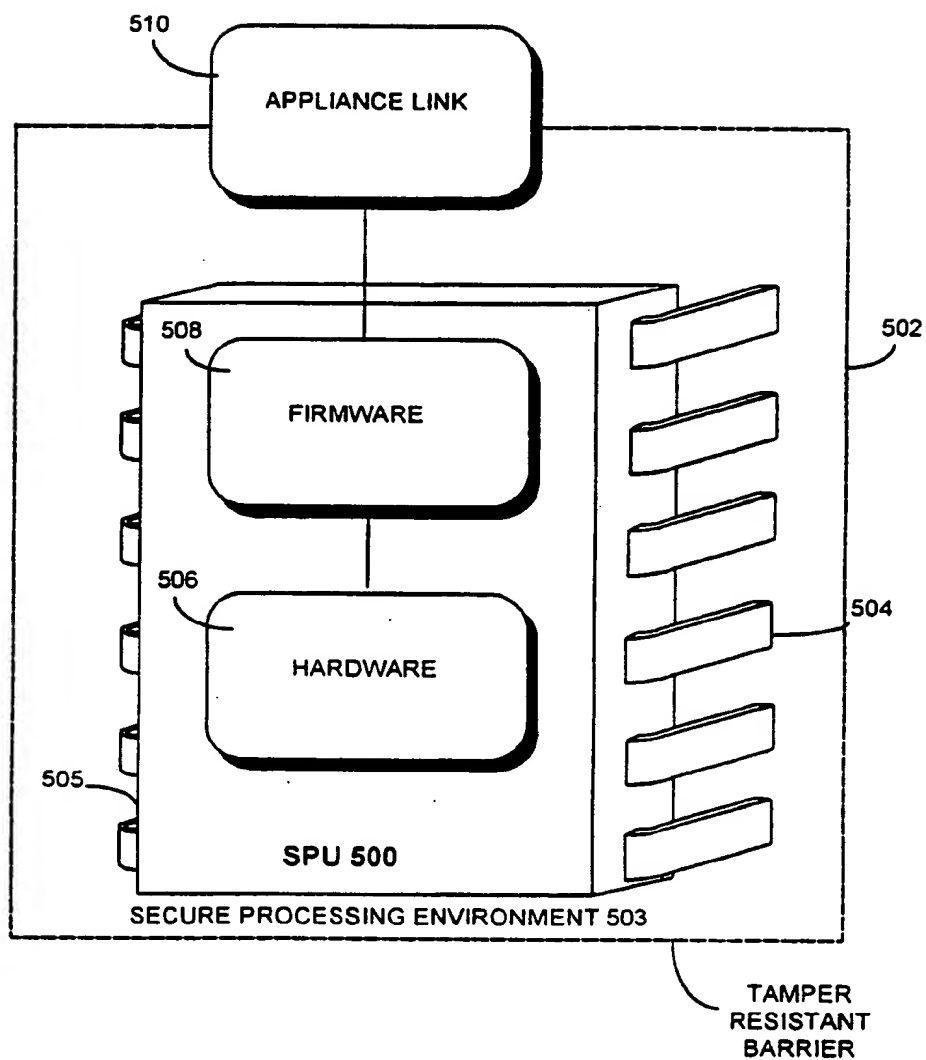 510
APPLIANCE LINK
508
502
FIRMWARE
506
504
HARDWARE
505
SPU 500
SECURE PROCESSING ENVIRONMENT 503
TAMPER
RESISTANT
BARRIER